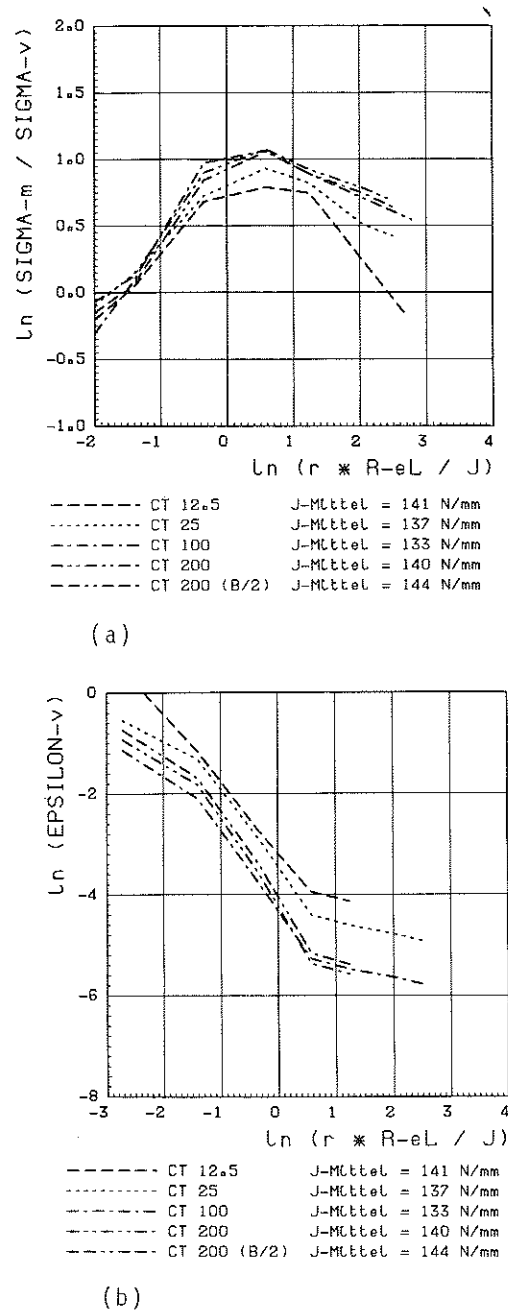 2.0
1.5
1.0
0.5
0.0
-0.5
-1.0
ln (SIGMA-m / SIGMA-v)
-2 -1 0 1 2 3 4
ln (r * R-eL / J)
CT 12.5 J-Mittel = 141 N/mm
CT 25 J-Mittel = 137 N/mm
CT 100 J-Mittel = 133 N/mm
CT 200 J-Mittel = 140 N/mm
CT 200 (B/2) J-Mittel = 144 N/mm
(a)
0
-2
-4
-6
-8
ln (EPSILON-v)
-3 -2 -1 0 1 2 3 4
ln (r * R-eL / J)
CT 12.5 J-Mittel = 141 N/mm
CT 25 J-Mittel = 137 N/mm
CT 100 J-Mittel = 133 N/mm
CT 200 J-Mittel = 140 N/mm
CT 200 (B/2) J-Mittel = 144 N/mm
(b)